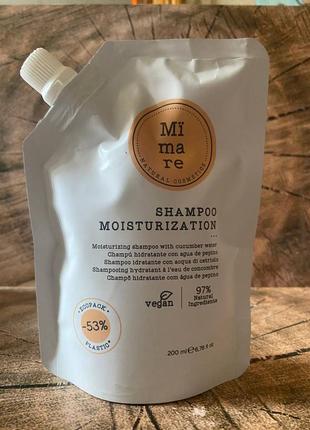 Mï
ma
re
NATURAL COSMETICS
SHAMPOO
MOISTURIZATION
...
Moisturizing shampoo with cucumber water
Champú hidratante con agua de pepino
Shampoo idratante con acqua di cetriolo
Shampooing hydratant à l'eau de concombre
Champô hidratante com água de pepino
ECOPACK
-53%
PLASTIC
vegan
97%
Natural
Ingredients
200 ml e 6,76 fl oz